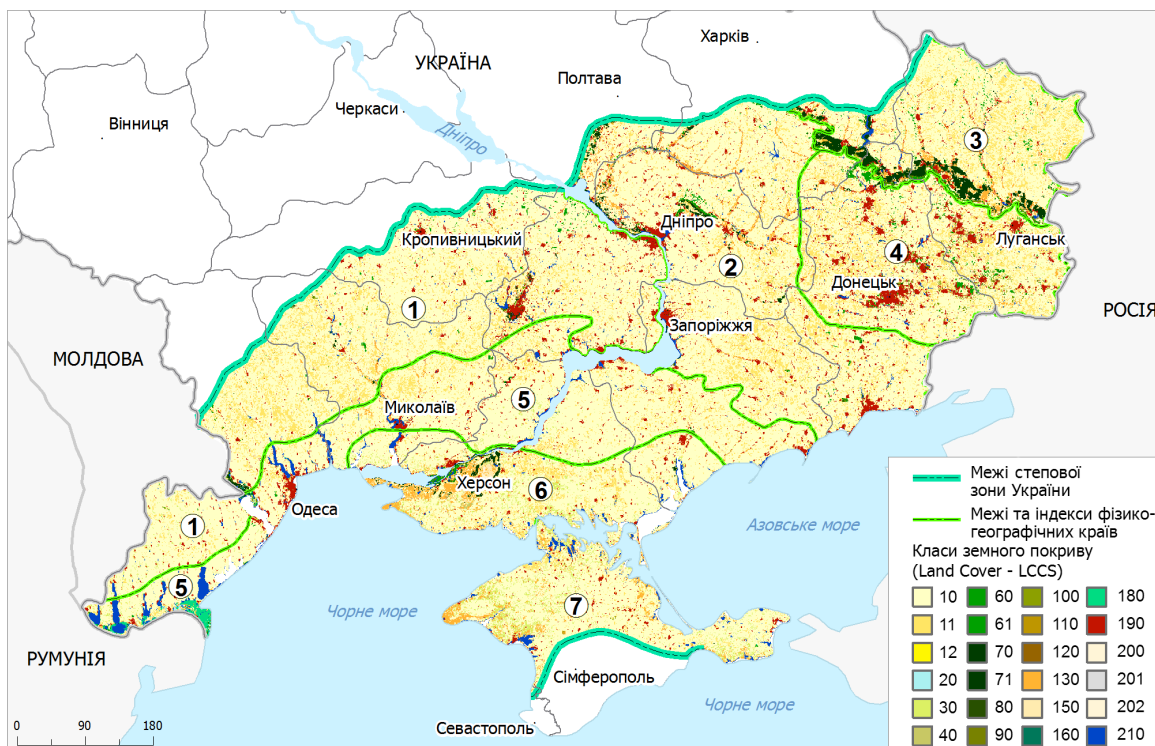 Харків
УКРАЇНА
Полтава
Черкаси
Вінниця
Дніпро
3
Дніпро
Кропивницький
Луганськ
2
4
Донецьк
1
Запоріжжя
РОСІЯ
МОЛДОВА
5
Миколаїв
Херсон
6
Одеса
1
Азовське море
5
Чорне море
7
РУМУНІЯ
Сімферополь
Чорне море
Севастополь
0 90 180
Межі степової
зони України
Межі та індекси фізико-
географічних країв
Класи земного покриву
(Land Cover - LCCS)
10 60 100 180
11 61 110 190
12 70 120 200
20 71 130 201
30 80 150 202
40 90 160 210